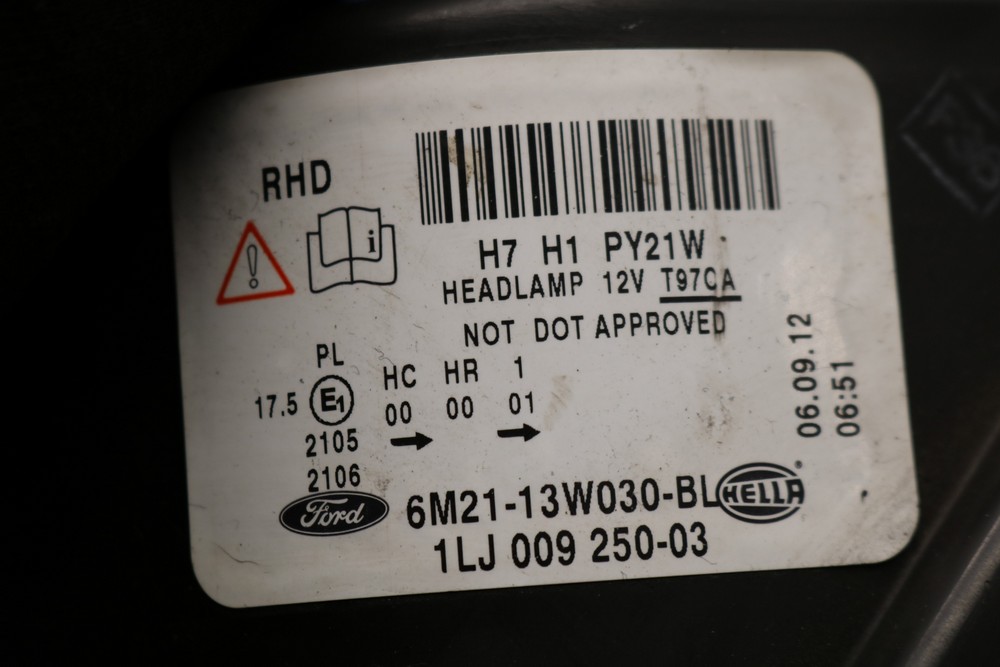 RHD
H7 H1 PY21W
HEADLAMP 12V T97CA
NOT DOT APPROVED
PL
HC HR 1
17.5 E1 00 00 01
2105
2106
Ford 6M21-13W030-BL HELLA
1LJ 009 250-03
06.09.12
06:51